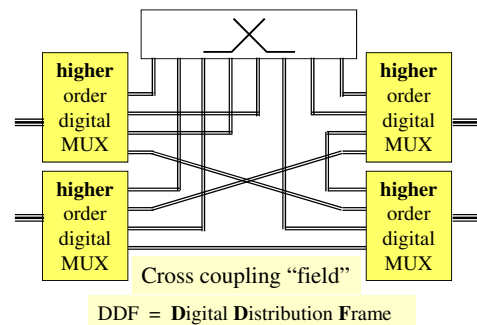 higher
order
digital
MUX
higher
order
digital
MUX
higher
order
digital
MUX
higher
order
digital
MUX
Cross coupling “field”
DDF = Digital Distribution Frame